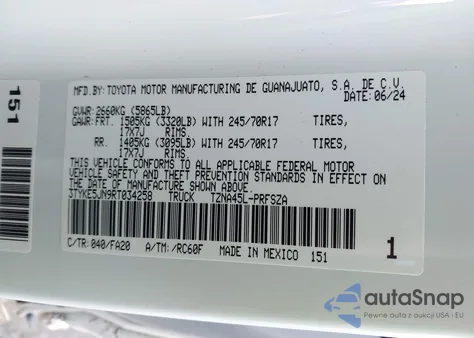 MFD.BY:TOYOTA MOTOR MANUFACTURING DE GUANAJUATO, S.A. DE C.V.
DATE:06/24
GVWR:2660KG(5865LB)
GAWR:FRT. 1505KG(3320LB)WITH 245/70R17 TIRES,
17X7J RIMS,
RR. 1405KG(3095LB)WITH 245/70R17 TIRES,
17X7J RIMS.
THIS VEHICLE CONFORMS TO ALL APPLICABLE FEDERAL MOTOR
VEHICLE SAFETY AND THEFT PREVENTION STANDARDS IN EFFECT
ON THE DATE OF MANUFACTURE SHOWN ABOVE.
3TYKE5JN9RT034258 TRUCK TZNA45L-PRFSZA
C/TR:040/FA20 A/TM:/RC60F MADE IN MEXICO 151
1
151
autoSnap
Pewne auta z USA i EU